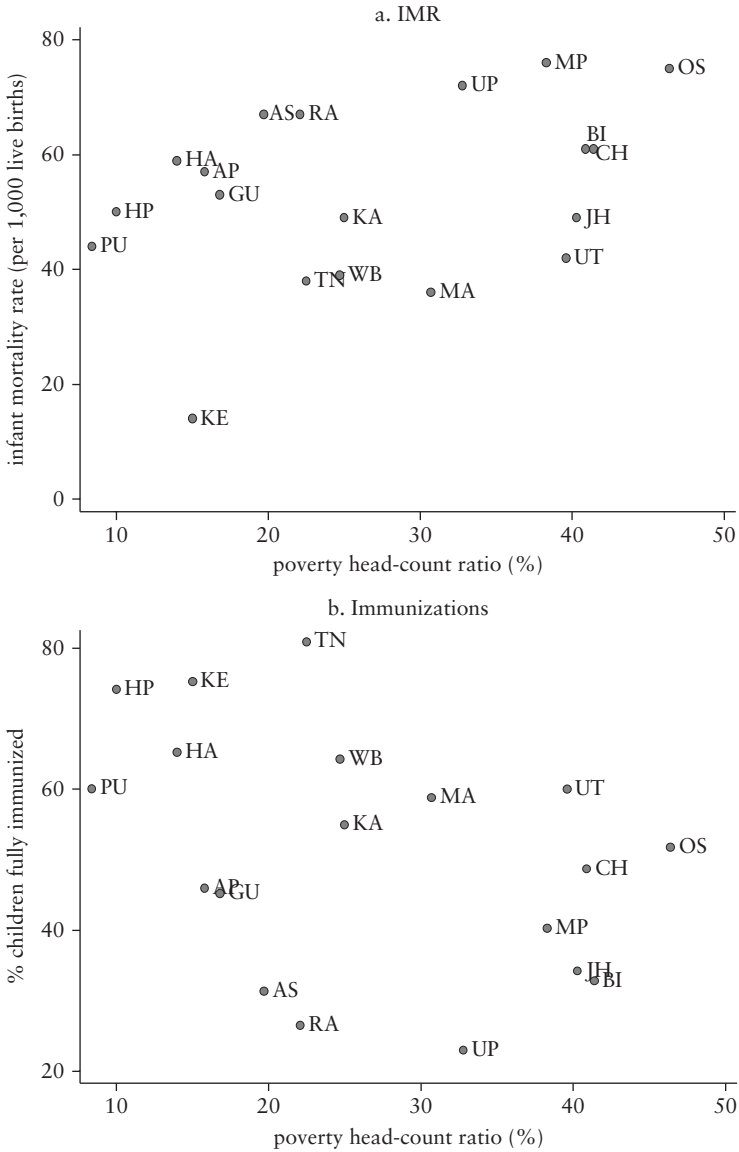 a. IMR
infant mortality rate (per 1,000 live births)
80
60
40
20
0
MP
OS
UP
AS
RA
BI
CH
HA
AP
GU
HP
KA
JH
PU
UT
WB
TN
MA
KE
10
20
30
40
50
poverty head-count ratio (%)
b. Immunizations
% children fully immunized
80
60
40
20
TN
KE
HP
HA
WB
PU
UT
MA
KA
OS
CH
AP
GU
MP
JH
BI
AS
RA
UP
10
20
30
40
50
poverty head-count ratio (%)